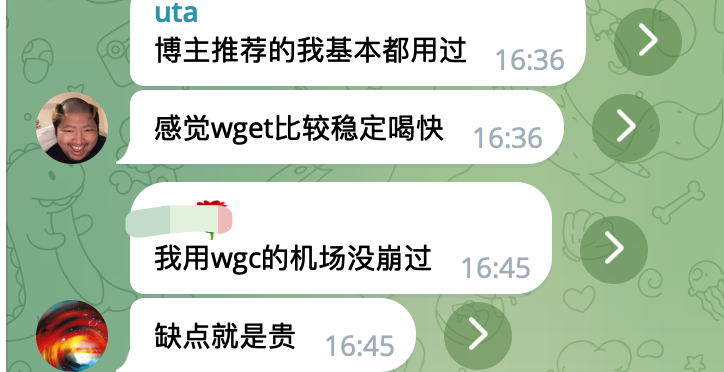 uta
博主推荐的我基本都用过
16:36
感觉wget比较稳定喝快
16:36
我用wgc的机场没崩过
16:45
缺点就是贵
16:45